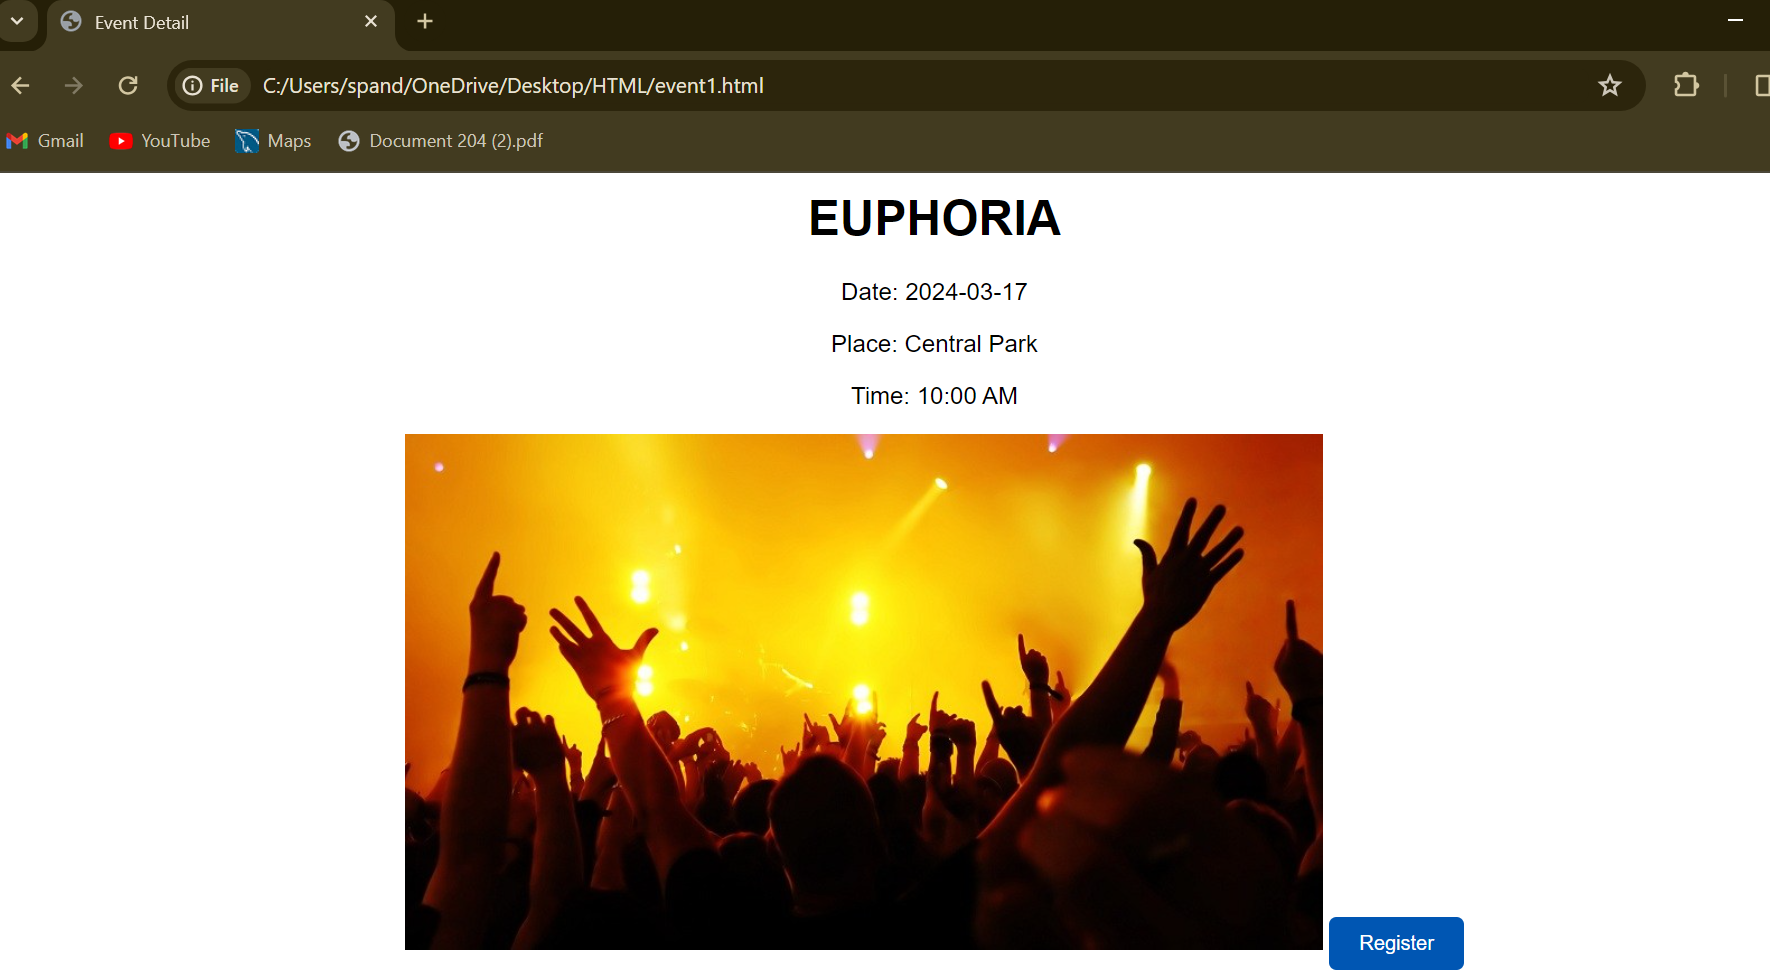 Event Detail
File C:/Users/spand/OneDrive/Desktop/HTML/event1.html
Gmail YouTube Maps Document 204 (2).pdf
EUPHORIA
Date: 2024-03-17
Place: Central Park
Time: 10:00 AM
Register